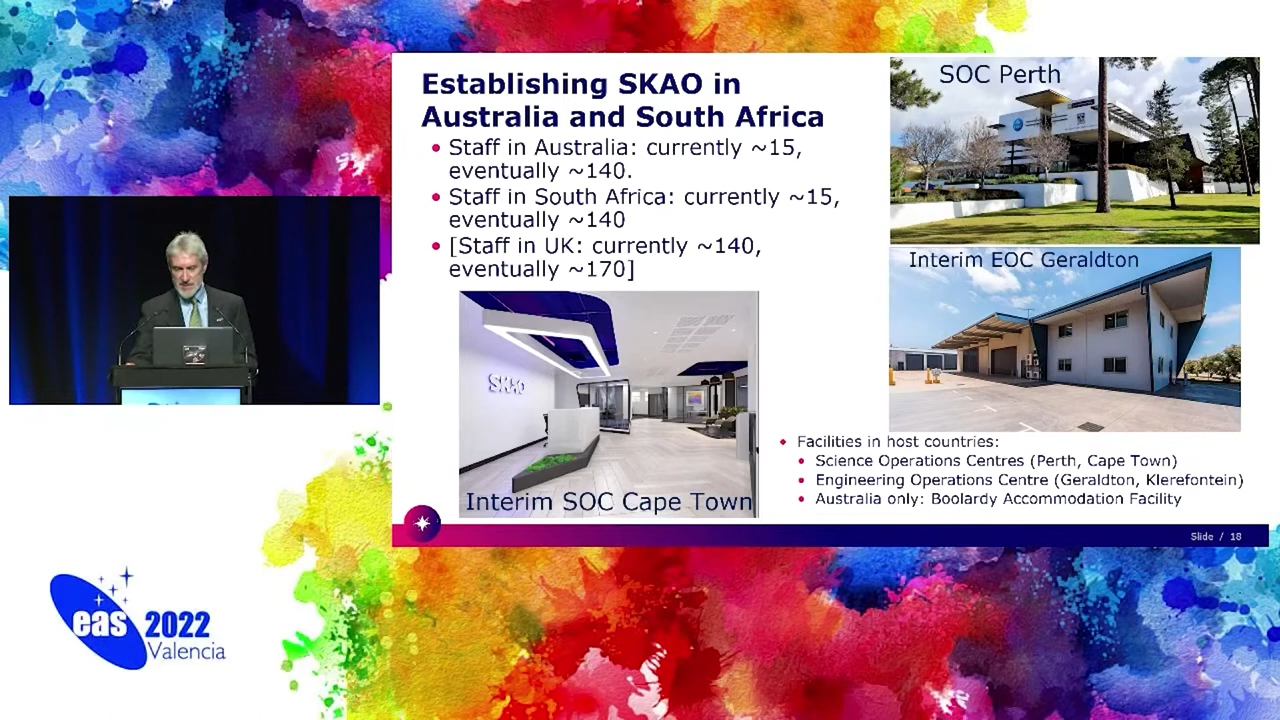 Establishing SKAO in
Australia and South Africa
• Staff in Australia: currently ~15,
eventually ~140.
• Staff in South Africa: currently ~15,
eventually ~140
• [Staff in UK: currently ~140,
eventually ~170]
SOC Perth
Interim EOC Geraldton
SKAO
Interim SOC Cape Town
• Facilities in host countries:
• Science Operations Centres (Perth, Cape Town)
• Engineering Operations Centre (Geraldton, Klerefontein)
• Australia only: Boolardy Accommodation Facility
Slide / 18
eas 2022
Valencia